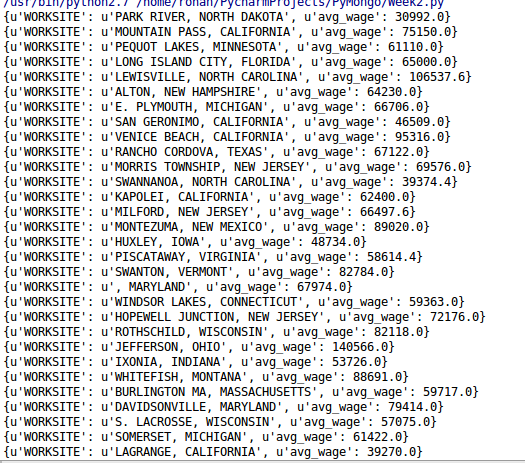 /usr/bin/python2.7 /home/rohan/PycharmProjects/PyMongo/Week2.py
{u'WORKSITE': u'PARK RIVER, NORTH DAKOTA', u'avg_wage': 30992.0}
{u'WORKSITE': u'MOUNTAIN PASS, CALIFORNIA', u'avg_wage': 75150.0}
{u'WORKSITE': u'PEQUOT LAKES, MINNESOTA', u'avg_wage': 61110.0}
{u'WORKSITE': u'LONG ISLAND CITY, FLORIDA', u'avg_wage': 65000.0}
{u'WORKSITE': u'LEWISVILLE, NORTH CAROLINA', u'avg_wage': 106537.6}
{u'WORKSITE': u'ALTON, NEW HAMPSHIRE', u'avg_wage': 64230.0}
{u'WORKSITE': u'E. PLYMOUTH, MICHIGAN', u'avg_wage': 66706.0}
{u'WORKSITE': u'SAN GERONIMO, CALIFORNIA', u'avg_wage': 46509.0}
{u'WORKSITE': u'VENICE BEACH, CALIFORNIA', u'avg_wage': 95316.0}
{u'WORKSITE': u'RANCHO CORDOVA, TEXAS', u'avg_wage': 67122.0}
{u'WORKSITE': u'MORRIS TOWNSHIP, NEW JERSEY', u'avg_wage': 69576.0}
{u'WORKSITE': u'SWANNANOA, NORTH CAROLINA', u'avg_wage': 39374.4}
{u'WORKSITE': u'KAPOLEI, CALIFORNIA', u'avg_wage': 62400.0}
{u'WORKSITE': u'MILFORD, NEW JERSEY', u'avg_wage': 66497.6}
{u'WORKSITE': u'MONTEZUMA, NEW MEXICO', u'avg_wage': 89020.0}
{u'WORKSITE': u'HUXLEY, IOWA', u'avg_wage': 48734.0}
{u'WORKSITE': u'PISCATAWAY, VIRGINIA', u'avg_wage': 58614.4}
{u'WORKSITE': u'SWANTON, VERMONT', u'avg_wage': 82784.0}
{u'WORKSITE': u', MARYLAND', u'avg_wage': 67974.0}
{u'WORKSITE': u'WINDSOR LAKES, CONNECTICUT', u'avg_wage': 59363.0}
{u'WORKSITE': u'HOPEWELL JUNCTION, NEW JERSEY', u'avg_wage': 72176.0}
{u'WORKSITE': u'ROTHSCHILD, WISCONSIN', u'avg_wage': 82118.0}
{u'WORKSITE': u'JEFFERSON, OHIO', u'avg_wage': 140566.0}
{u'WORKSITE': u'IXONIA, INDIANA', u'avg_wage': 53726.0}
{u'WORKSITE': u'WHITEFISH, MONTANA', u'avg_wage': 88691.0}
{u'WORKSITE': u'BURLINGTON MA, MASSACHUSETTS', u'avg_wage': 59717.0}
{u'WORKSITE': u'DAVIDSONVILLE, MARYLAND', u'avg_wage': 79414.0}
{u'WORKSITE': u'S. LACROSSE, WISCONSIN', u'avg_wage': 57075.0}
{u'WORKSITE': u'SOMERSET, MICHIGAN', u'avg_wage': 61422.0}
{u'WORKSITE': u'LAGRANGE, CALIFORNIA', u'avg_wage': 39270.0}